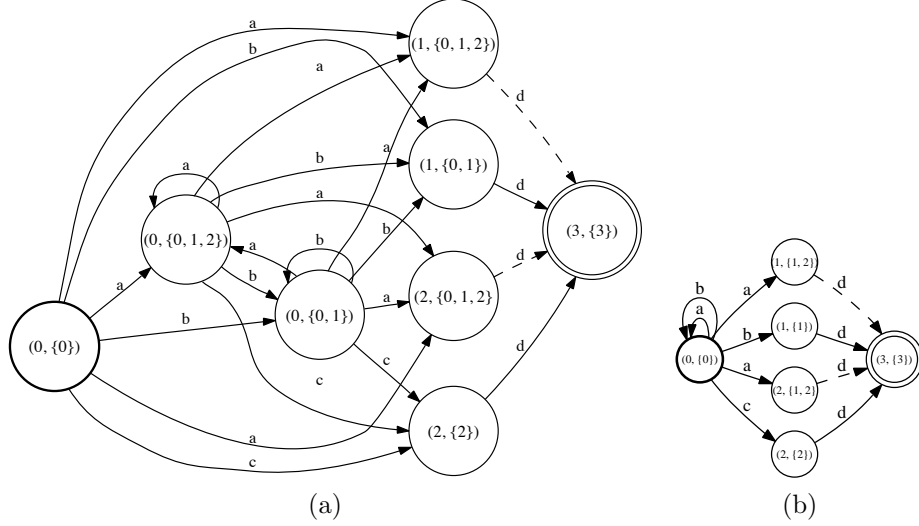 a
(1, {0, 1, 2})
b
a
d
a
a
b
(1, {0, 1})
d
b
(0, {0, 1, 2})
a
b
a
b
(3, {3})
a
(2, {0, 1, 2}
d
(0, {0, 1})
a
b
(0, {0})
c
d
c
(2, {2})
a
c
(a)
(1, {1, 2})
d
b
a
a
(1, {1})
b
d
(0, {0})
(3, {3})
a
(2, {1, 2}
d
c
d
(2, {2})
(b)